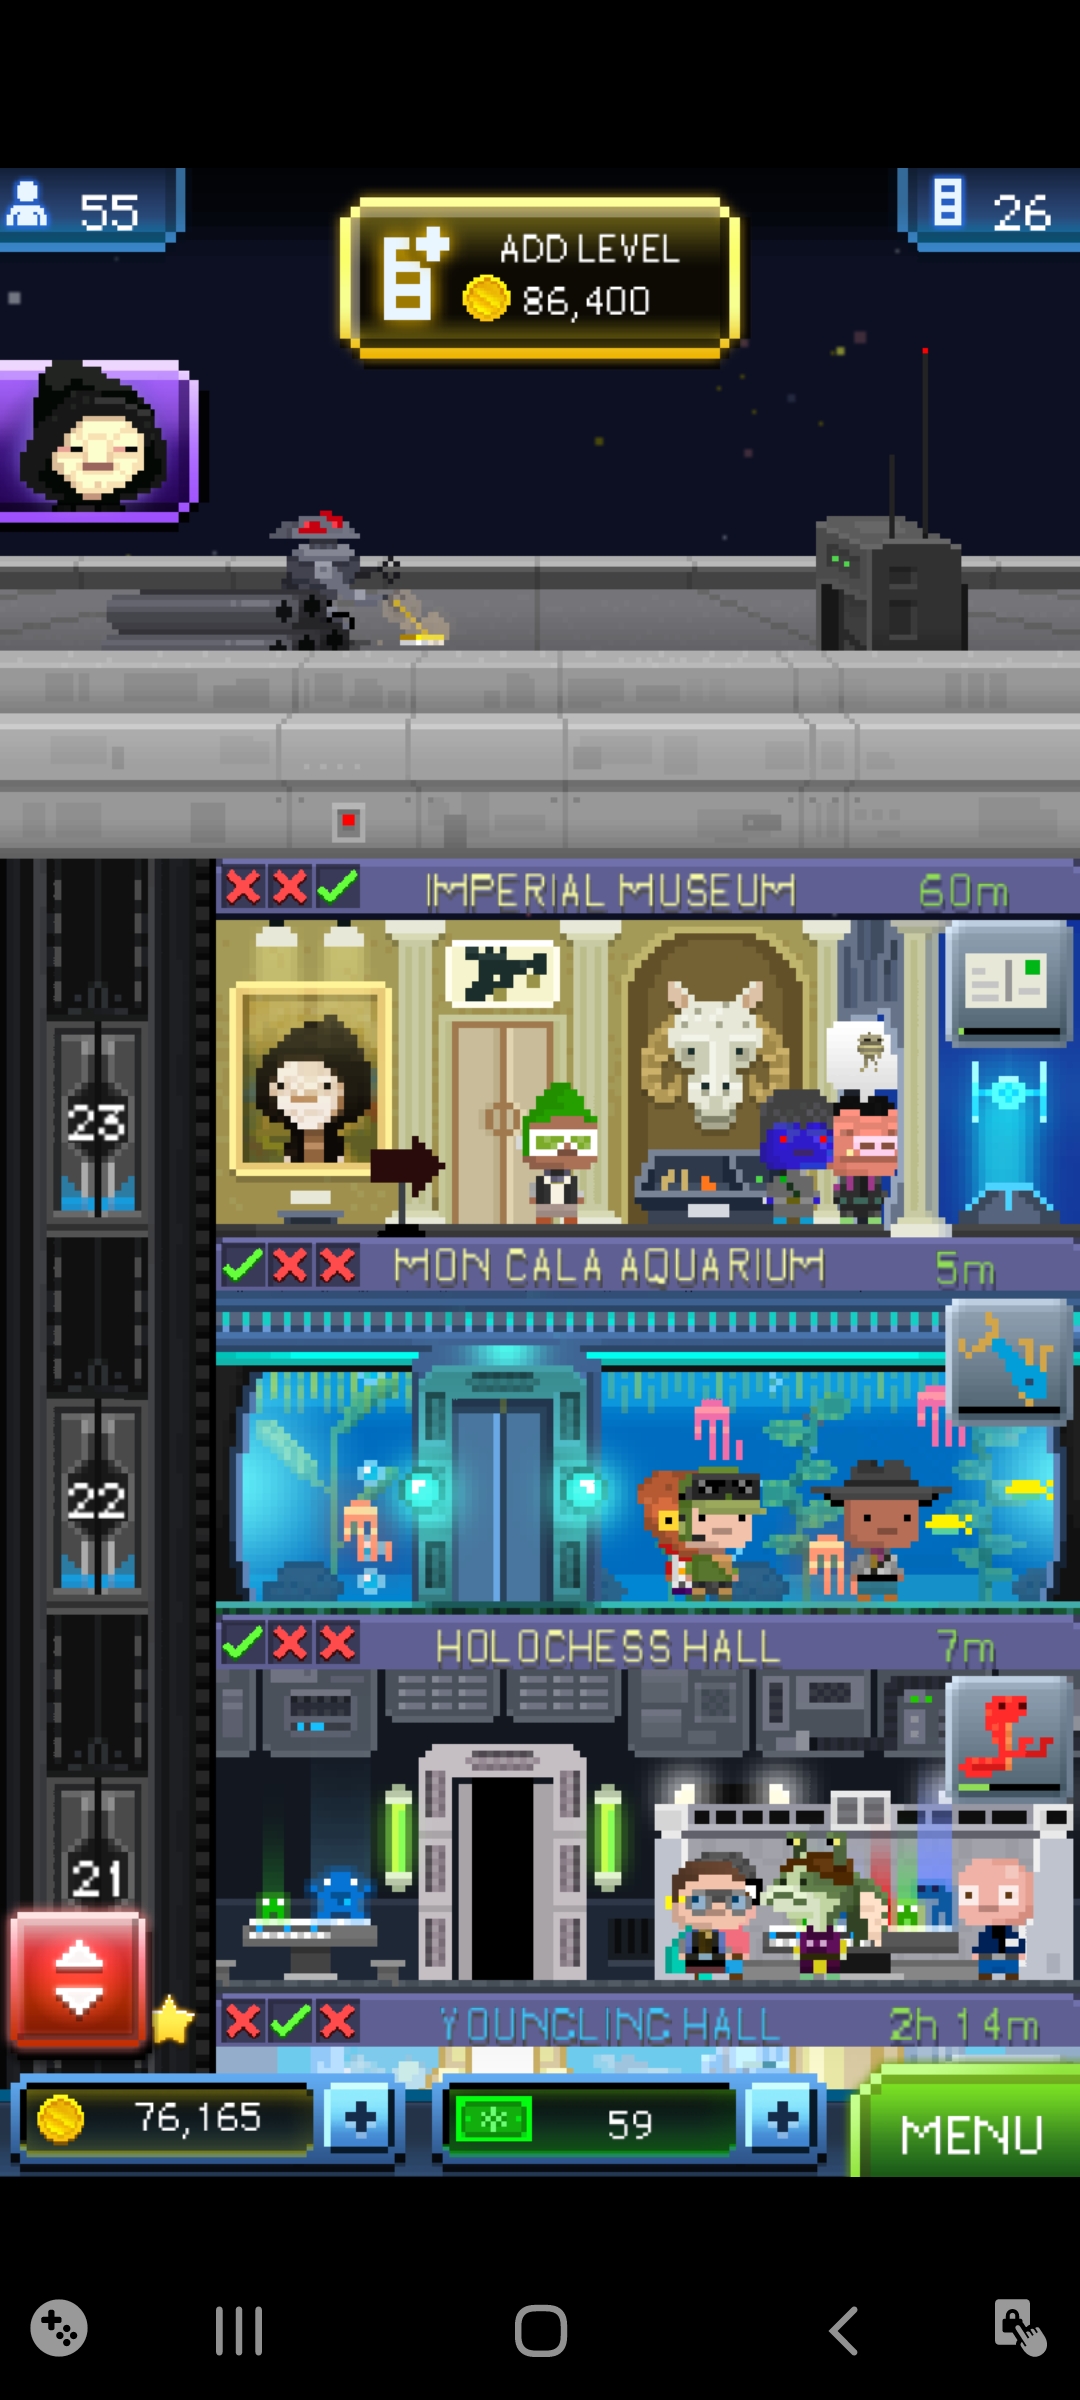 55
ADD LEVEL
86,400
26
IMPERIAL MUSEUM 60m
23
MON CALA AQUARIUM 5m
22
HOLOCHESS HALL 7m
21
YOUNGLING HALL 2h 14m
76,165
59
MENU